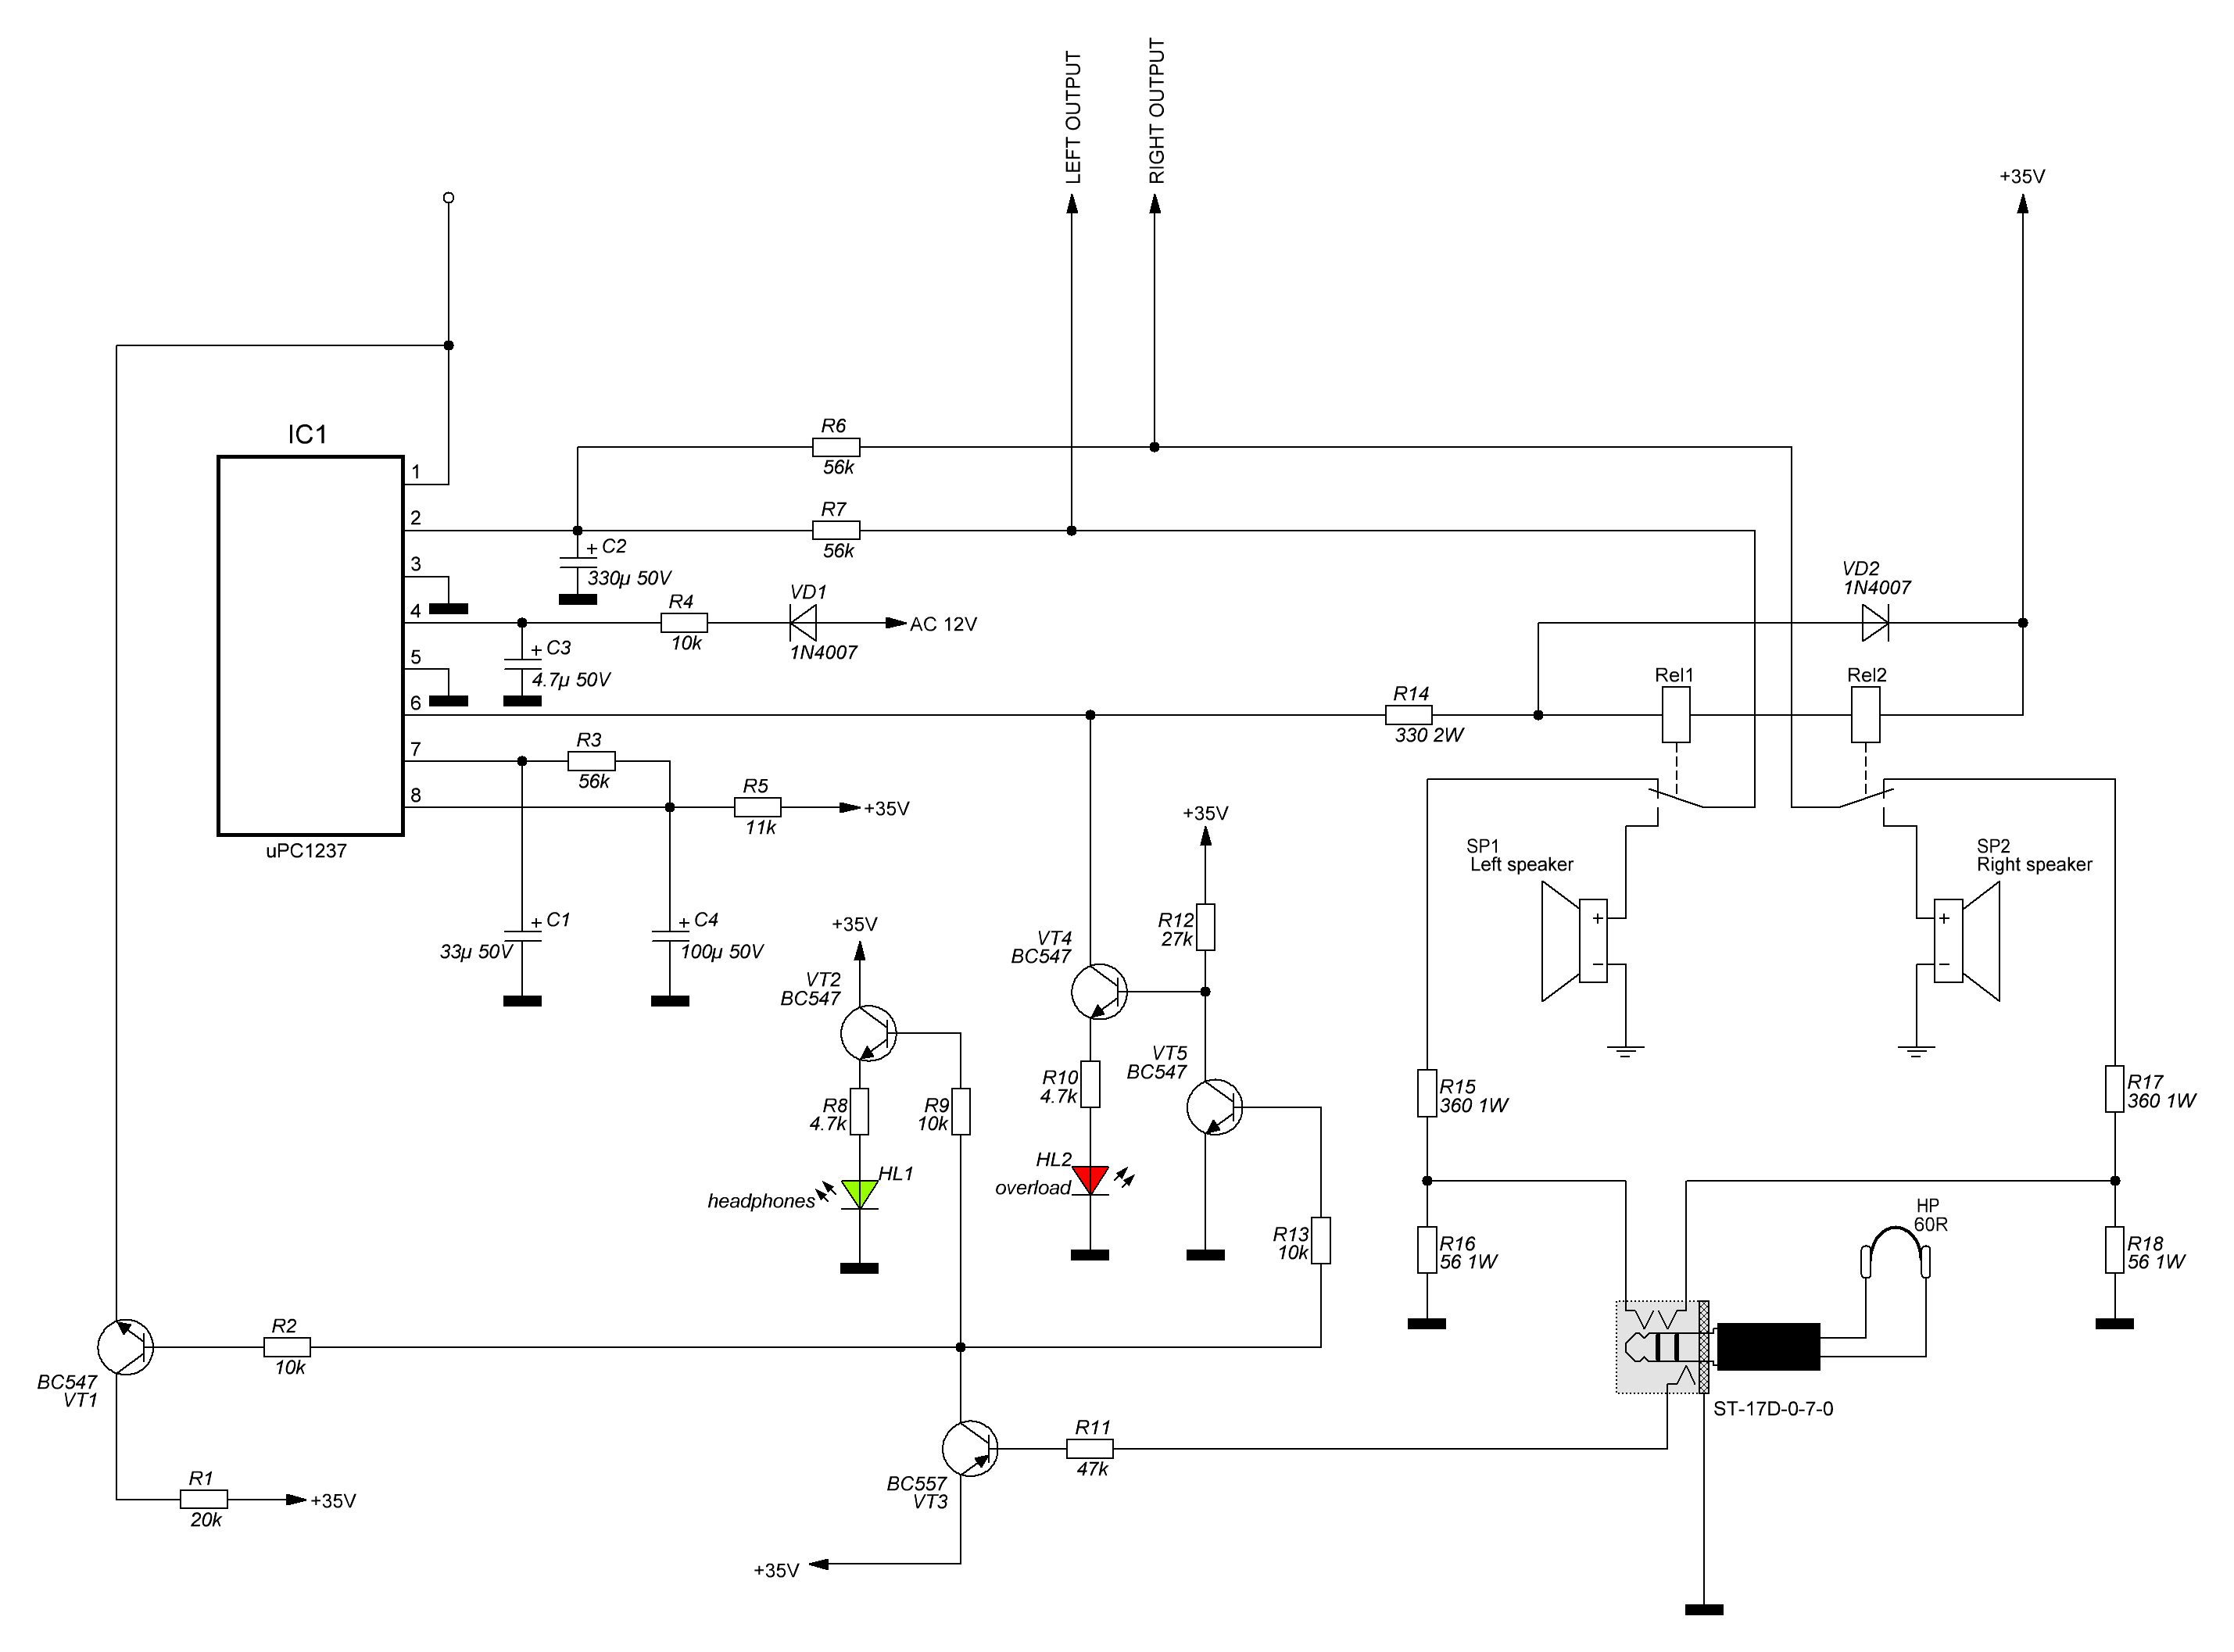 LEFT OUTPUT
RIGHT OUTPUT
+35V
IC1
1
2
3
4
5
6
7
8
uPC1237
R6
56k
R7
56k
+ C2
330µ 50V
R4
10k
VD1
1N4007
AC 12V
+ C3
4.7µ 50V
VD2
1N4007
Rel1
Rel2
R14
330 2W
R3
56k
R5
11k
+35V
+ C1
33µ 50V
+ C4
100µ 50V
+35V
VT2
BC547
R8
4.7k
R9
10k
HL1
headphones
+35V
R12
27k
VT4
BC547
VT5
BC547
R10
4.7k
HL2
overload
R13
10k
SP1
Left speaker
+
−
SP2
Right speaker
+
−
R15
360 1W
R17
360 1W
R16
56 1W
R18
56 1W
HP
60R
ST-17D-0-7-0
R2
10k
BC547
VT1
R1
20k
+35V
R11
47k
BC557
VT3
+35V